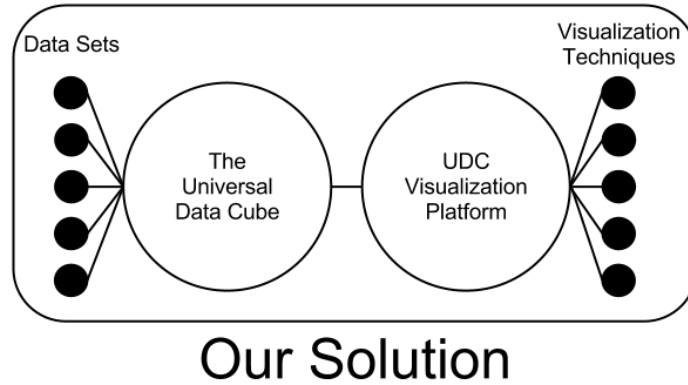 Data Sets
Visualization
Techniques
The
Universal
Data Cube
UDC
Visualization
Platform
Our Solution